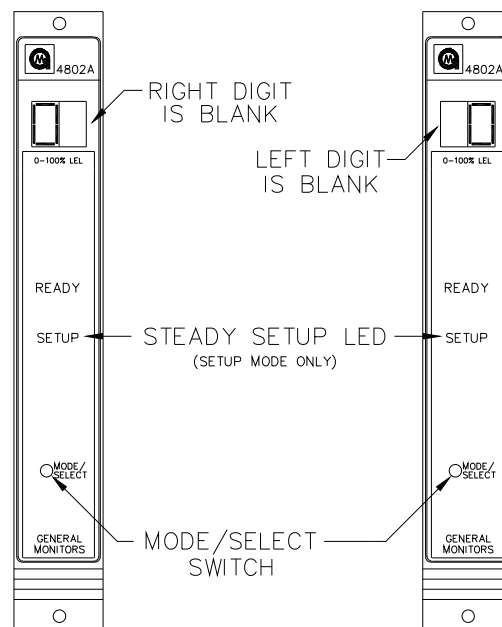 4802A
RIGHT DIGIT
IS BLANK
0-100% LEL
READY
SETUP
MODE/
SELECT
GENERAL
MONITORS
4802A
LEFT DIGIT
IS BLANK
0-100% LEL
READY
SETUP
MODE/
SELECT
GENERAL
MONITORS
STEADY SETUP LED
(SETUP MODE ONLY)
MODE/SELECT
SWITCH